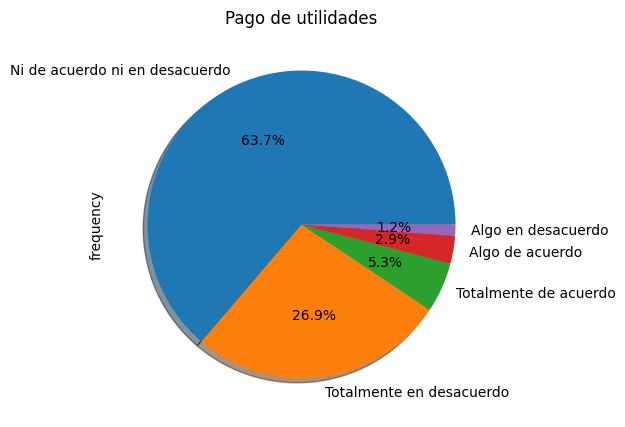 Pago de utilidades
Ni de acuerdo ni en desacuerdo
63.7%
frequency
1.2%
Algo en desacuerdo
2.9%
Algo de acuerdo
5.3%
Totalmente de acuerdo
26.9%
Totalmente en desacuerdo